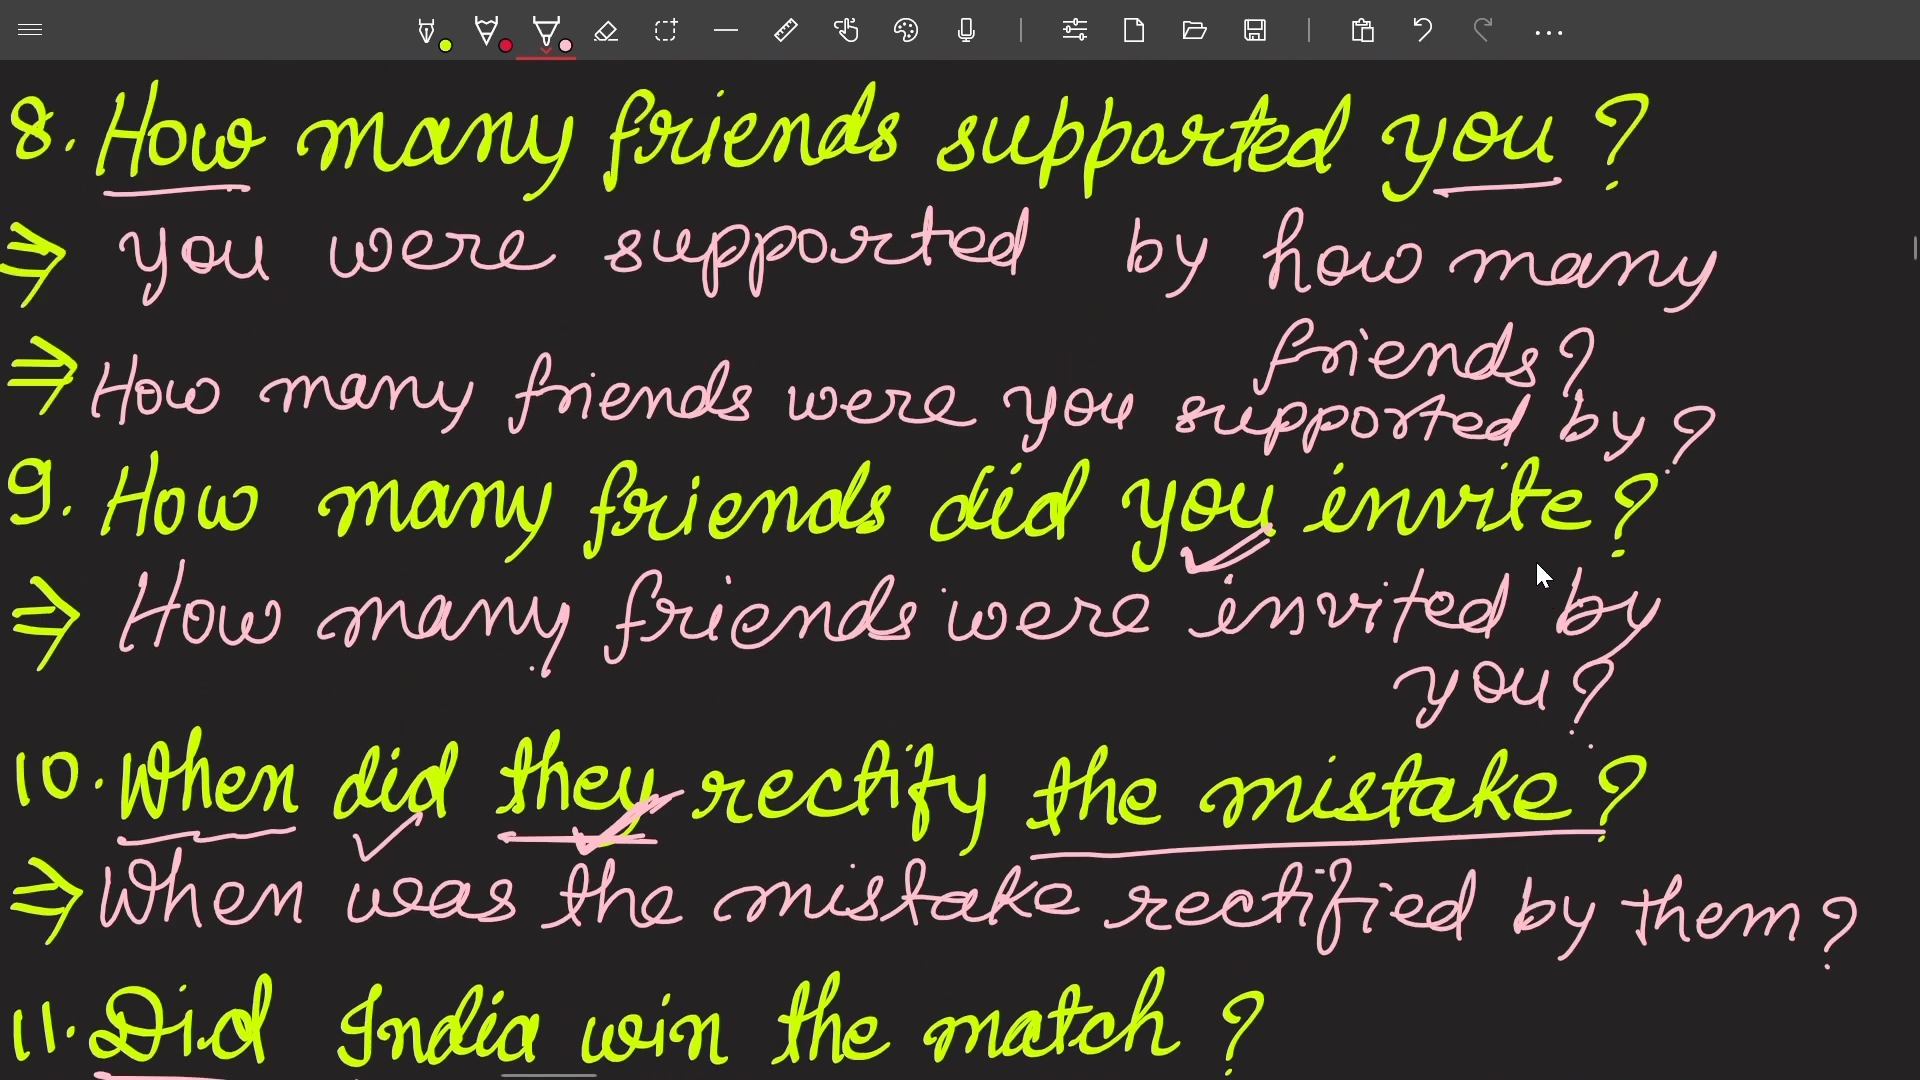 8. How many friends supported you?
⇒ you were supported by how many
friends?
⇒ How many friends were you supported by?
9. How many friends did you invite?
⇒ How many friends were invited by
you?
10. When did they rectify the mistake?
⇒ When was the mistake rectified by them?
11. Did India win the match?